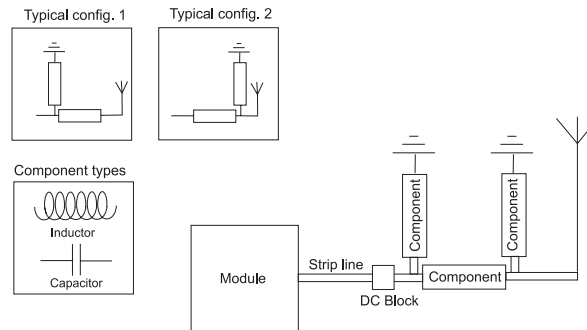 Typical config. 1
Typical config. 2
Component types
Inductor
Capacitor
Module
Strip line
DC Block
Component
Component
Component